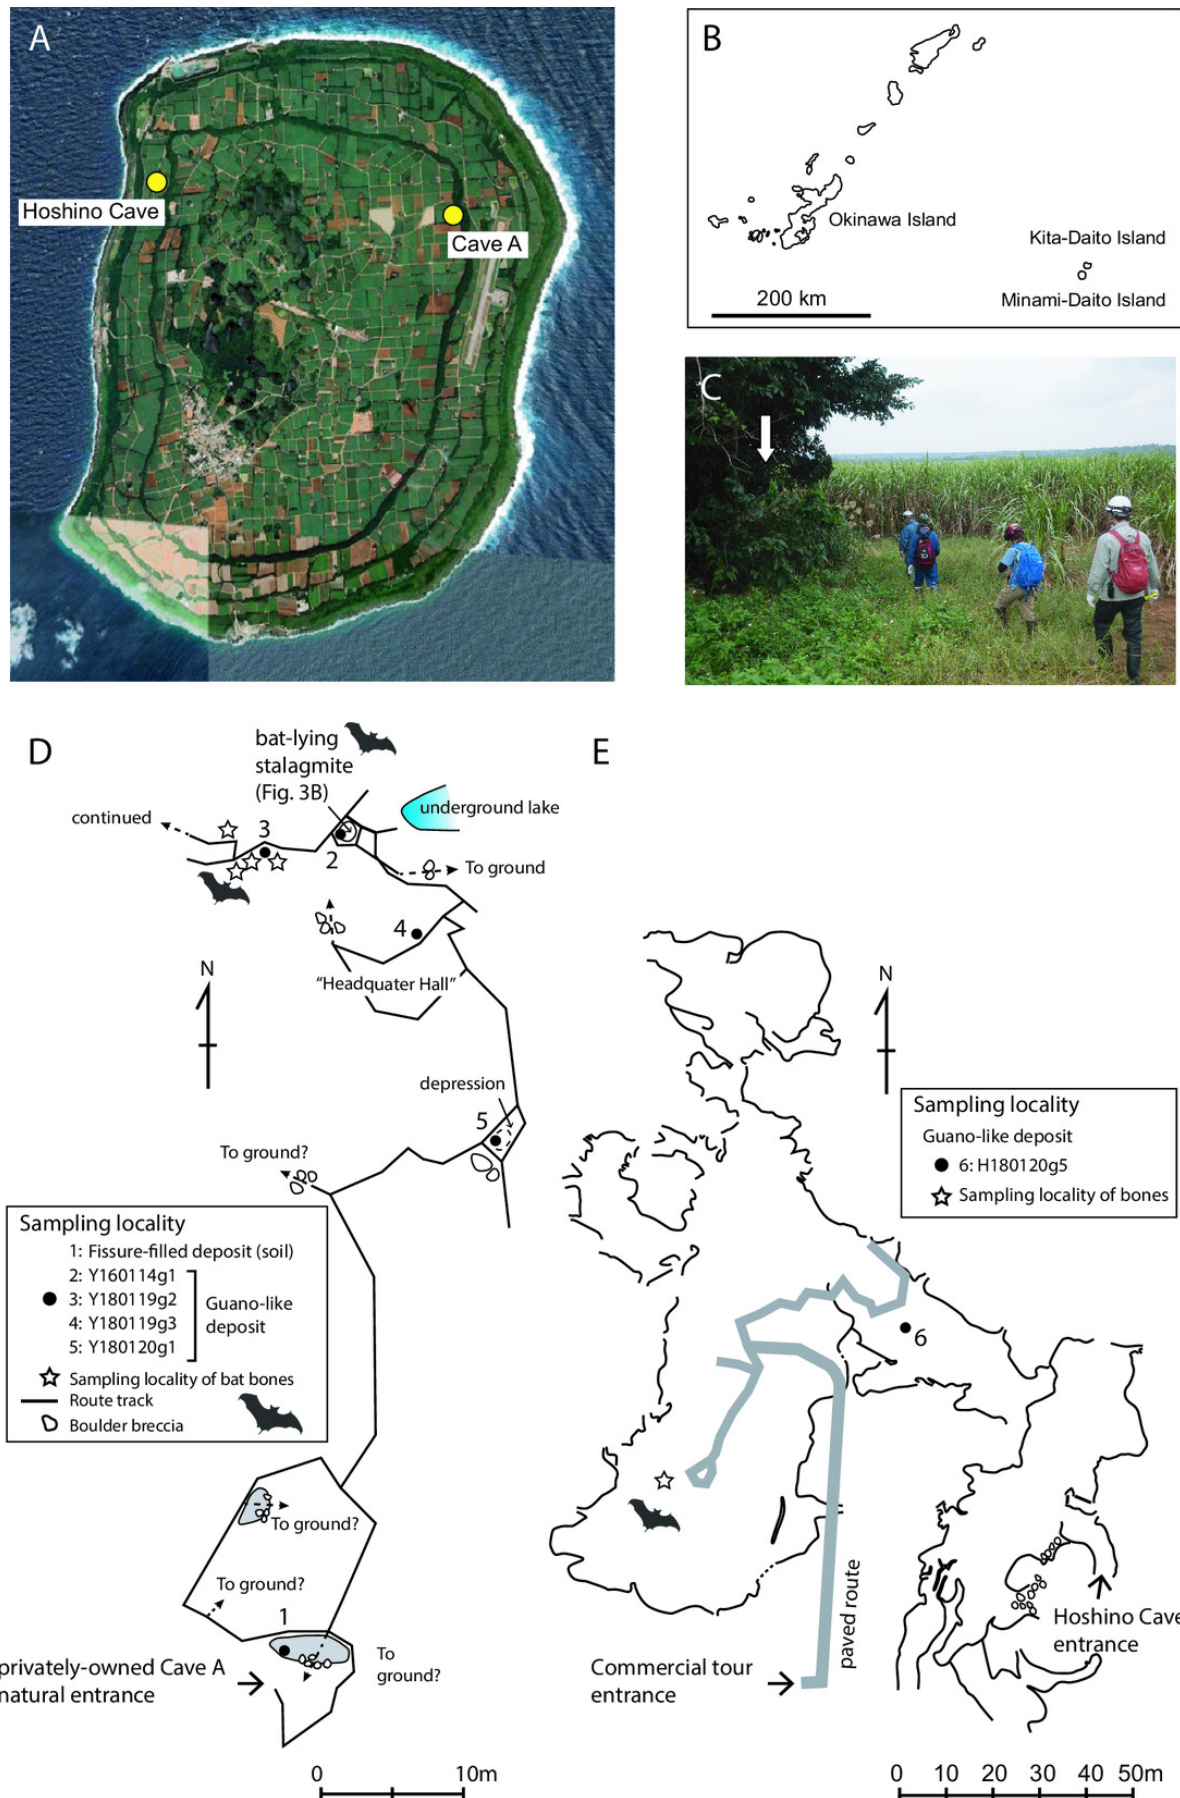 A
Hoshino Cave
Cave A
B
Okinawa Island
Kita-Daito Island
Minami-Daito Island
200 km
C
D
bat-lying
stalagmite
(Fig. 3B)
underground lake
continued
3
2
To ground
4
"Headquater Hall"
N
depression
5
To ground?
Sampling locality
1: Fissure-filled deposit (soil)
2: Y160114g1
3: Y180119g2
4: Y180119g3
5: Y180120g1
Guano-like
deposit
Sampling locality of bat bones
Route track
Boulder breccia
To ground?
To ground?
1
To
ground?
privately-owned Cave A
natural entrance
0 10m
E
N
Sampling locality
Guano-like deposit
6: H180120g5
Sampling locality of bones
6
paved route
Commercial tour
entrance
Hoshino Cave
entrance
0 10 20 30 40 50m